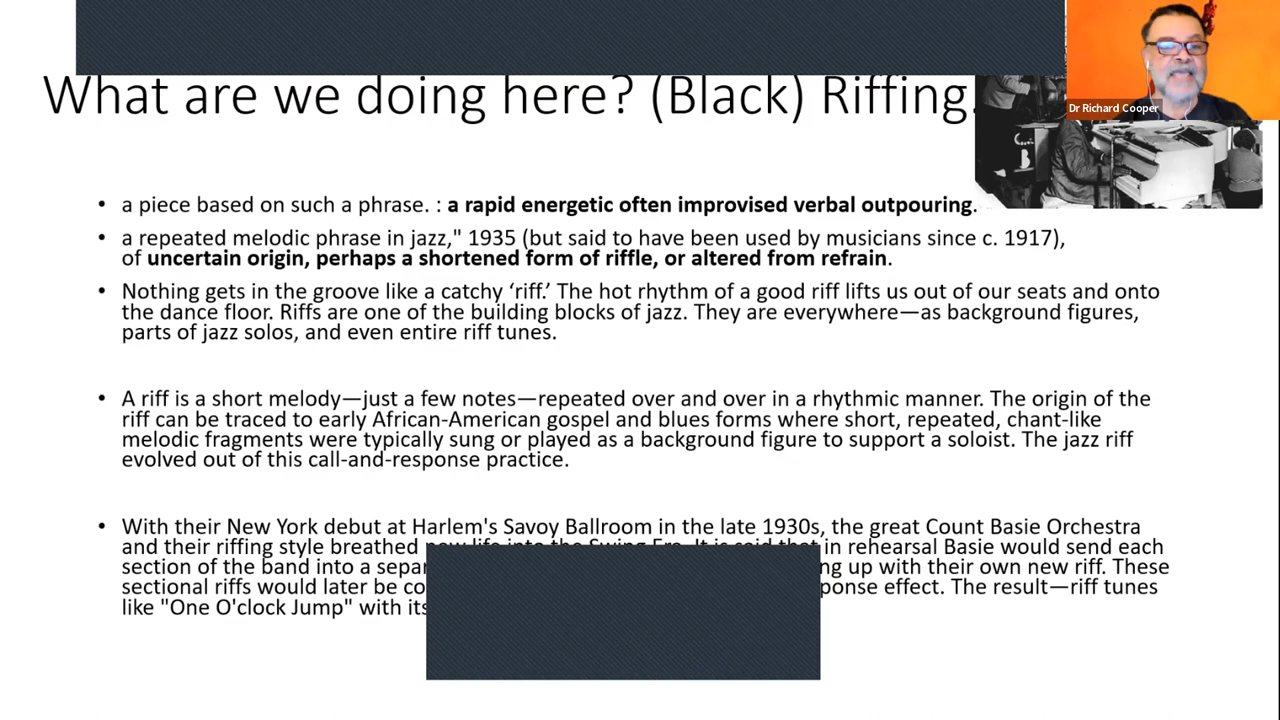 What are we doing here? (Black) Riffing.
Dr Richard Cooper
• a piece based on such a phrase. : a rapid energetic often improvised verbal outpouring.
• a repeated melodic phrase in jazz," 1935 (but said to have been used by musicians since c. 1917),
of uncertain origin, perhaps a shortened form of riffle, or altered from refrain.
• Nothing gets in the groove like a catchy ‘riff.’ The hot rhythm of a good riff lifts us out of our seats and onto
the dance floor. Riffs are one of the building blocks of jazz. They are everywhere—as background figures,
parts of jazz solos, and even entire riff tunes.
• A riff is a short melody—just a few notes—repeated over and over in a rhythmic manner. The origin of the
riff can be traced to early African-American gospel and blues forms where short, repeated, chant-like
melodic fragments were typically sung or played as a background figure to support a soloist. The jazz riff
evolved out of this call-and-response practice.
• With their New York debut at Harlem's Savoy Ballroom in the late 1930s, the great Count Basie Orchestra
and their riffing style breathed new life into the Swing Era. It is said that in rehearsal Basie would send each
section of the band into a up with their own new riff. These
sectional riffs would later be effect. The result—riff tunes
like "One O'clock Jump" with its